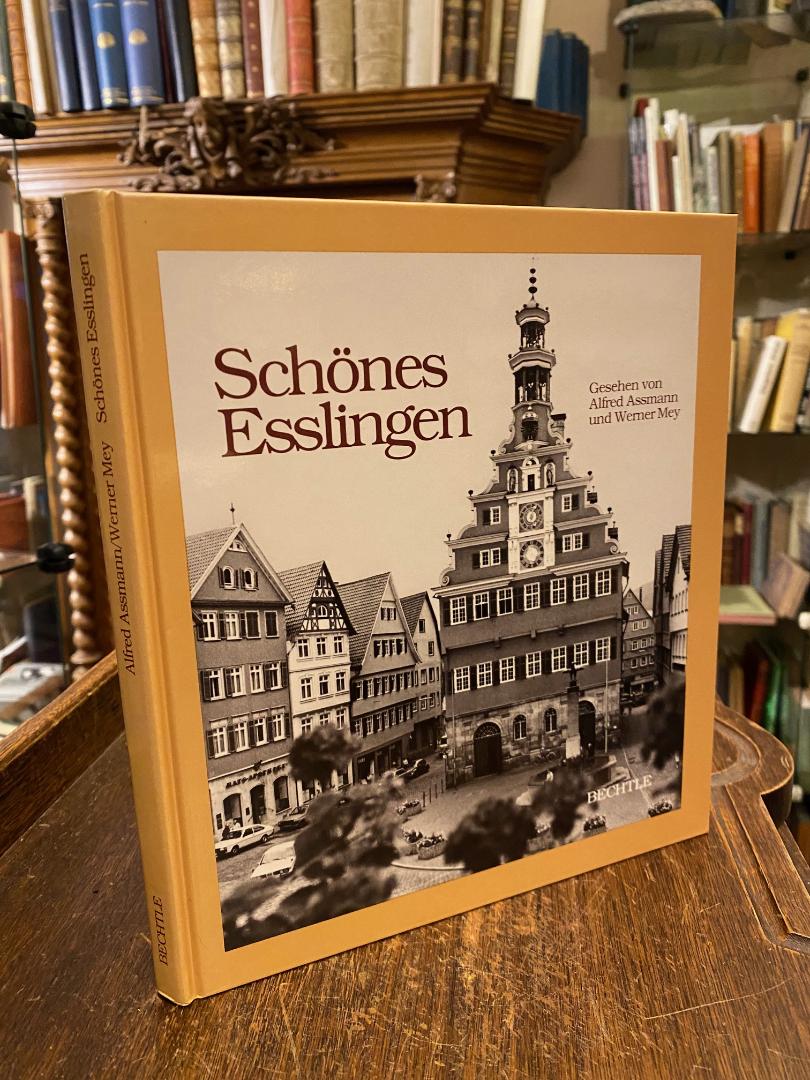 Schönes
Esslingen
Gesehen von
Alfred Assmann
und Werner Mey
BECHTLE
Alfred Assmann/Werner Mey Schönes Esslingen
BECHTLE